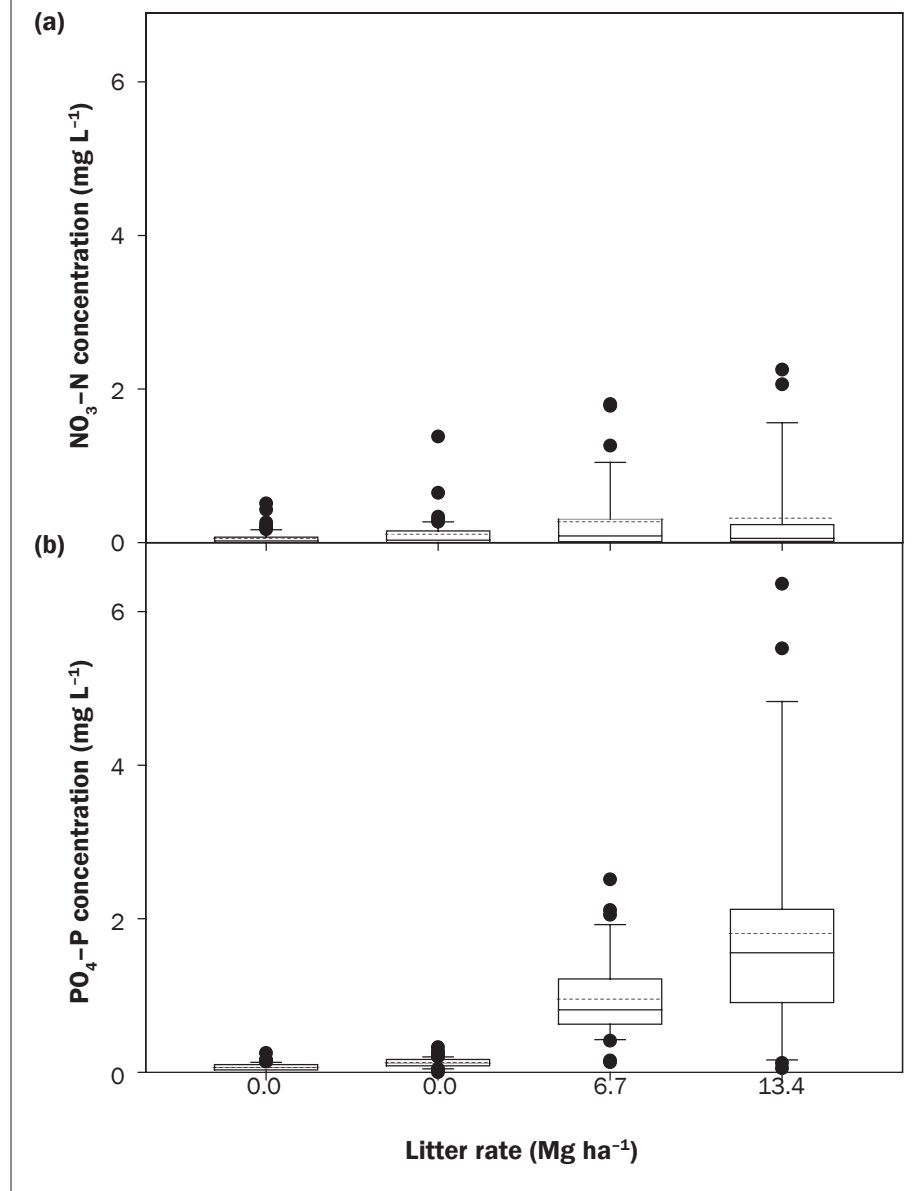 (a)
NO₃–N concentration (mg L⁻¹)
6
4
2
0
(b)
PO₄–P concentration (mg L⁻¹)
6
4
2
0
0.0 0.0 6.7 13.4
Litter rate (Mg ha⁻¹)